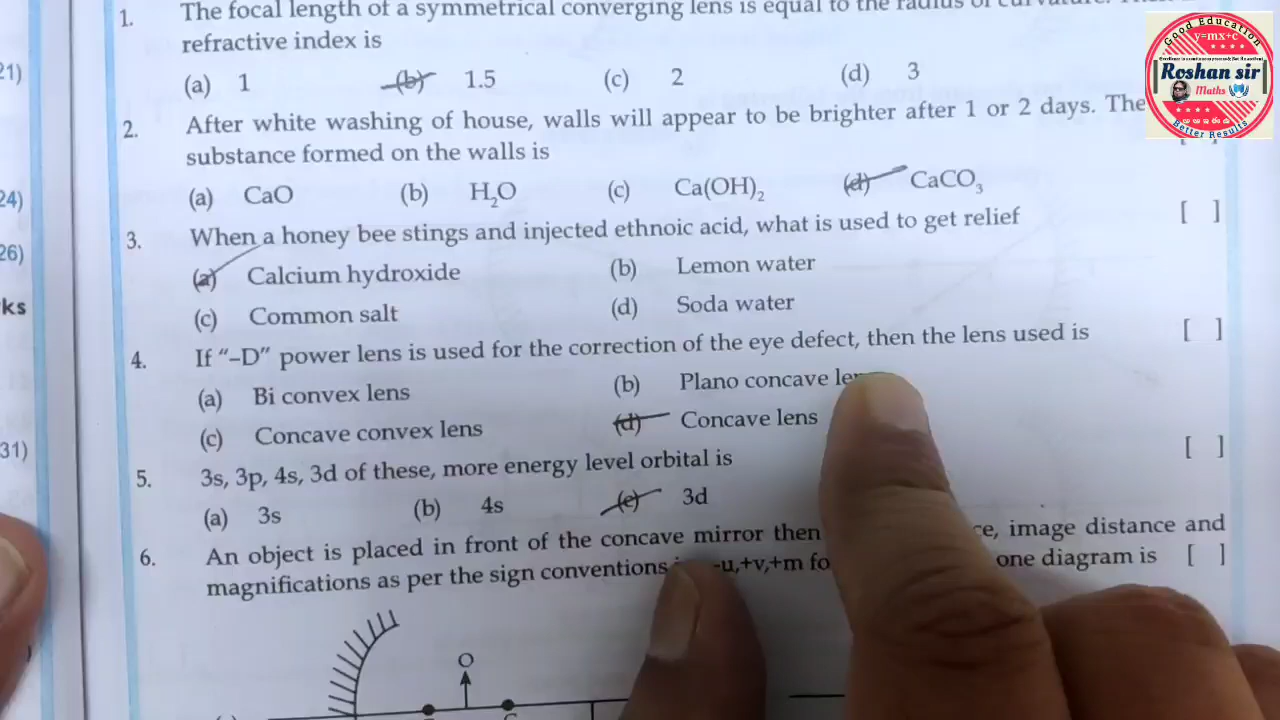 1. The focal length of a symmetrical converging lens is equal to the radius of curvature.
refractive index is
(a) 1 (b) 1.5 (c) 2 (d) 3
2. After white washing of house, walls will appear to be brighter after 1 or 2 days. The
substance formed on the walls is [ ]
(a) CaO (b) H₂O (c) Ca(OH)₂ (d) CaCO₃
3. When a honey bee stings and injected ethnoic acid, what is used to get relief [ ]
(a) Calcium hydroxide (b) Lemon water
(c) Common salt (d) Soda water
4. If "–D" power lens is used for the correction of the eye defect, then the lens used is [ ]
(a) Bi convex lens (b) Plano concave
(c) Concave convex lens (d) Concave lens
5. 3s, 3p, 4s, 3d of these, more energy level orbital is [ ]
(a) 3s (b) 4s (c) 3d
6. An object is placed in front of the concave mirror then image distance and
magnifications as per the sign conventions -u,+v,+m one diagram is [ ]
O
21)
24)
26)
ks
31)
Good Education
y=mx+c
Roshan sir
Maths
Better Results